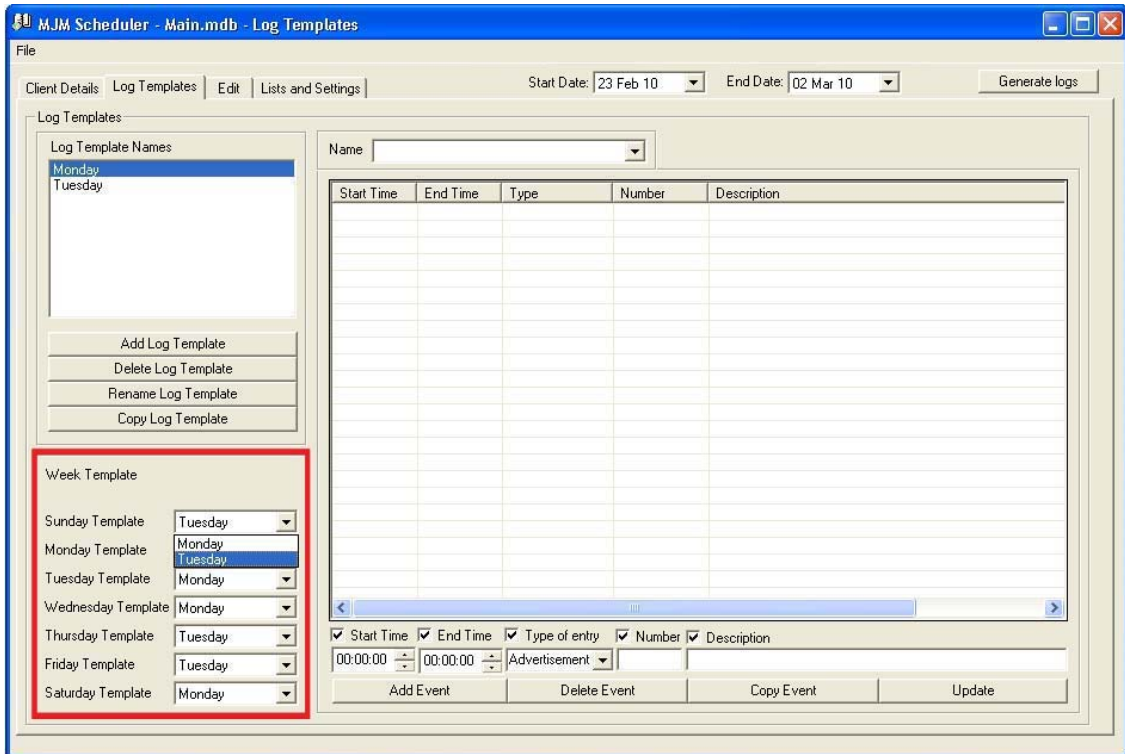 MJM Scheduler - Main.mdb - Log Templates
File
Client Details Log Templates Edit Lists and Settings Start Date: 23 Feb 10 End Date: 02 Mar 10 Generate logs
Log Templates
Log Template Names
Monday
Tuesday
Add Log Template
Delete Log Template
Rename Log Template
Copy Log Template
Week Template
Sunday Template Tuesday
Monday
Monday Template Tuesday
Tuesday Template Monday
Wednesday Template Monday
Thursday Template Tuesday
Friday Template Tuesday
Saturday Template Monday
Name
Start Time End Time Type Number Description
Start Time End Time Type of entry Number Description
00:00:00 00:00:00 Advertisement
Add Event Delete Event Copy Event Update